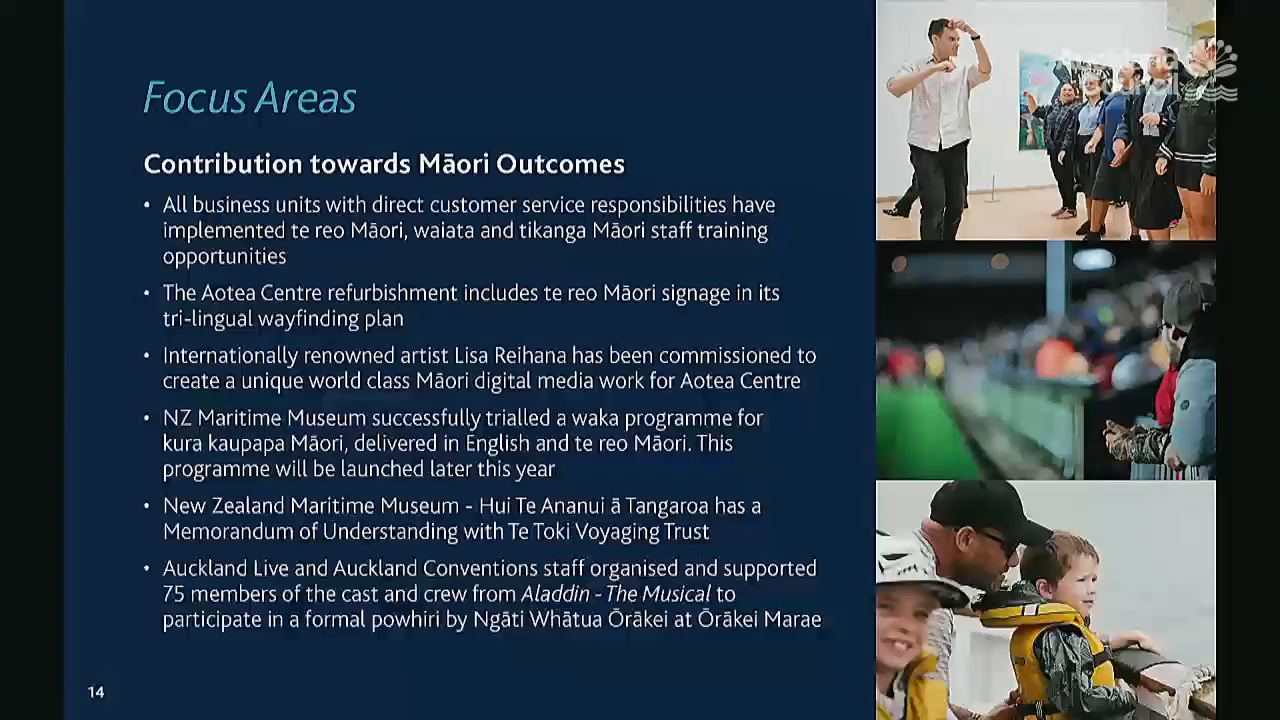 Focus Areas
Contribution towards Māori Outcomes
• All business units with direct customer service responsibilities have
implemented te reo Māori, waiata and tikanga Māori staff training
opportunities
• The Aotea Centre refurbishment includes te reo Māori signage in its
tri-lingual wayfinding plan
• Internationally renowned artist Lisa Reihana has been commissioned to
create a unique world class Māori digital media work for Aotea Centre
• NZ Maritime Museum successfully trialled a waka programme for
kura kaupapa Māori, delivered in English and te reo Māori. This
programme will be launched later this year
• New Zealand Maritime Museum - Hui Te Ananui ā Tangaroa has a
Memorandum of Understanding with Te Toki Voyaging Trust
• Auckland Live and Auckland Conventions staff organised and supported
75 members of the cast and crew from Aladdin - The Musical to
participate in a formal powhiri by Ngāti Whātua Ōrākei at Ōrākei Marae
14